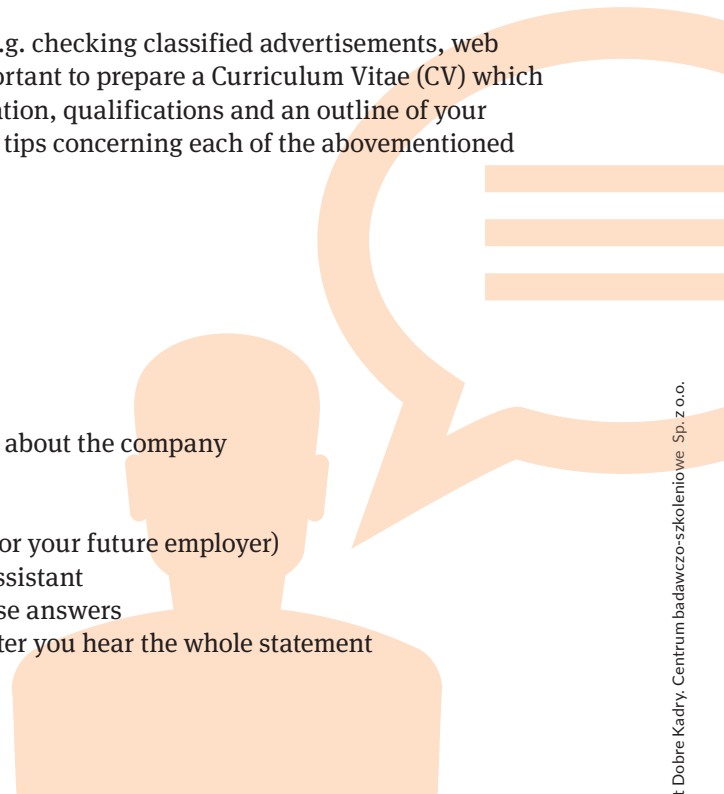 .g. checking classified advertisements, web
ortant to prepare a Curriculum Vitae (CV) which
ation, qualifications and an outline of your
tips concerning each of the abovementioned
about the company
or your future employer)
ssistant
se answers
ter you hear the whole statement
t Dobre Kadry. Centrum badawczo-szkoleniowe Sp. z o.o.